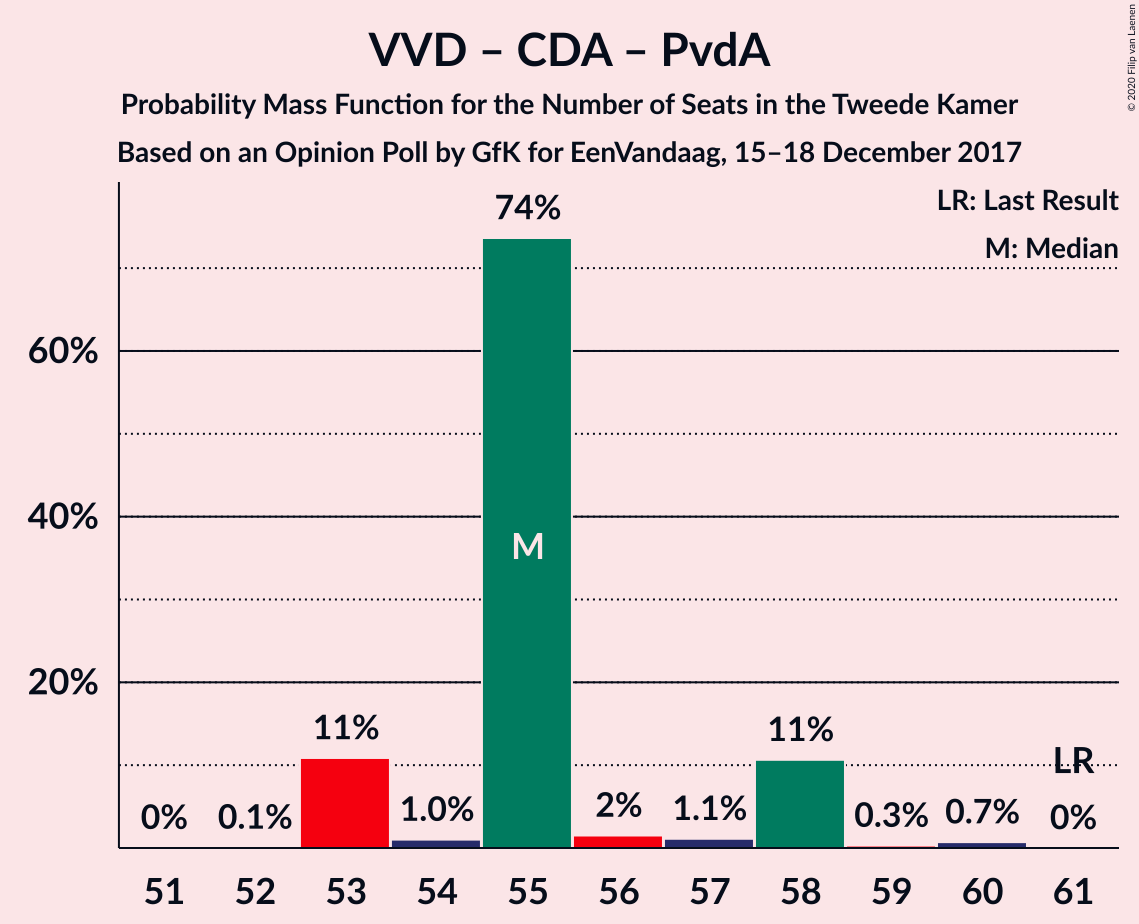 VVD – CDA – PvdA
Probability Mass Function for the Number of Seats in the Tweede Kamer
Based on an Opinion Poll by GfK for EenVandaag, 15–18 December 2017
© 2020 Filip van Laenen
LR: Last Result
M: Median
74%
60%
M
40%
20%
11%
11%
LR
0%
0.1%
1.0%
2%
1.1%
0.3%
0.7%
0%
51 52 53 54 55 56 57 58 59 60 61